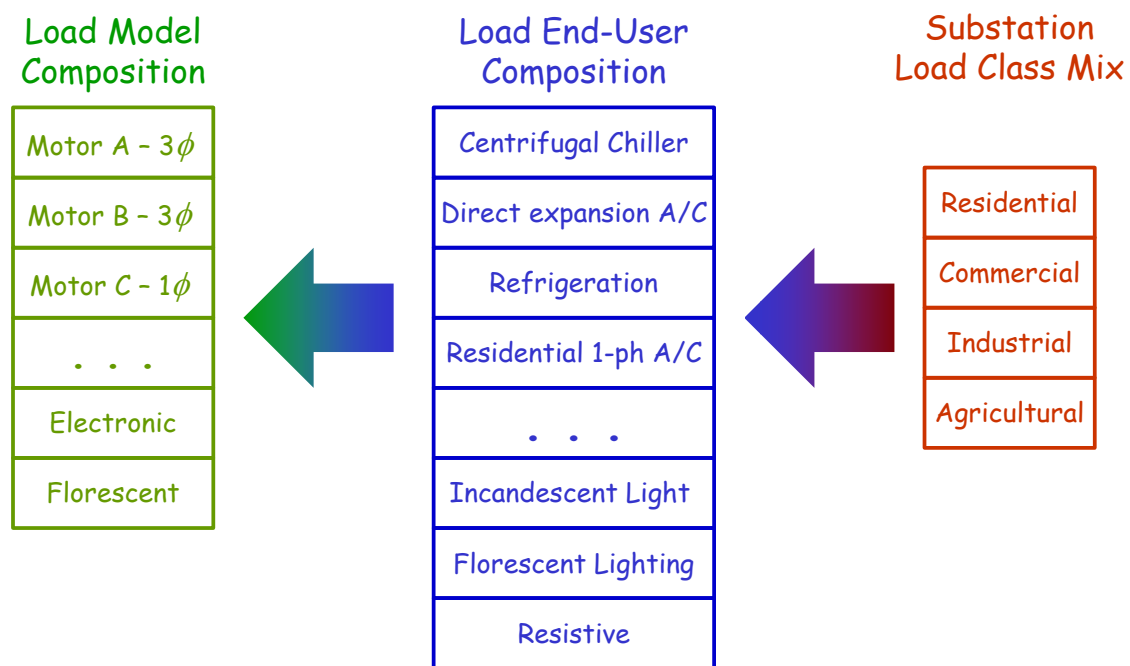 Load Model
Composition
Motor A – 3ϕ
Motor B – 3ϕ
Motor C – 1ϕ
. . .
Electronic
Florescent
Load End-User
Composition
Centrifugal Chiller
Direct expansion A/C
Refrigeration
Residential 1-ph A/C
. . .
Incandescent Light
Florescent Lighting
Resistive
Substation
Load Class Mix
Residential
Commercial
Industrial
Agricultural